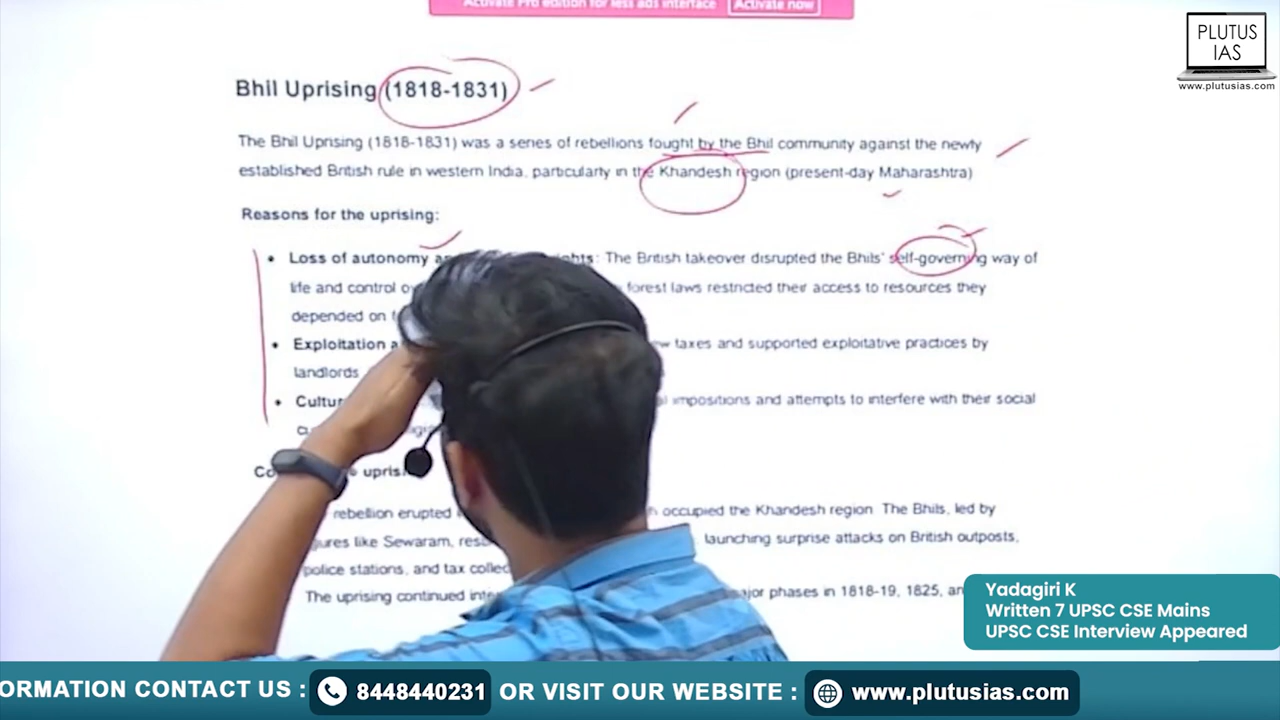 Activate Pro edition for less ads interface Activate now
PLUTUS
IAS
www.plutusias.com
Bhil Uprising (1818-1831)
The Bhil Uprising (1818-1831) was a series of rebellions fought by the Bhil community against the newly
established British rule in western India, particularly in the Khandesh region (present-day Maharashtra)
Reasons for the uprising:
• Loss of autonomy : The British takeover disrupted the Bhils' self-governing way of
life and control forest laws restricted their access to resources they
depended on
• Exploitation taxes and supported exploitative practices by
landlords
• impositions and attempts to interfere with their social
rebellion erupted occupied the Khandesh region. The Bhils, led by
like Sewaram, launching surprise attacks on British outposts,
police stations, and tax
The uprising continued phases in 1818-19, 1825,
Yadagiri K
Written 7 UPSC CSE Mains
UPSC CSE Interview Appeared
CONTACT US : 8448440231 OR VISIT OUR WEBSITE : www.plutusias.com